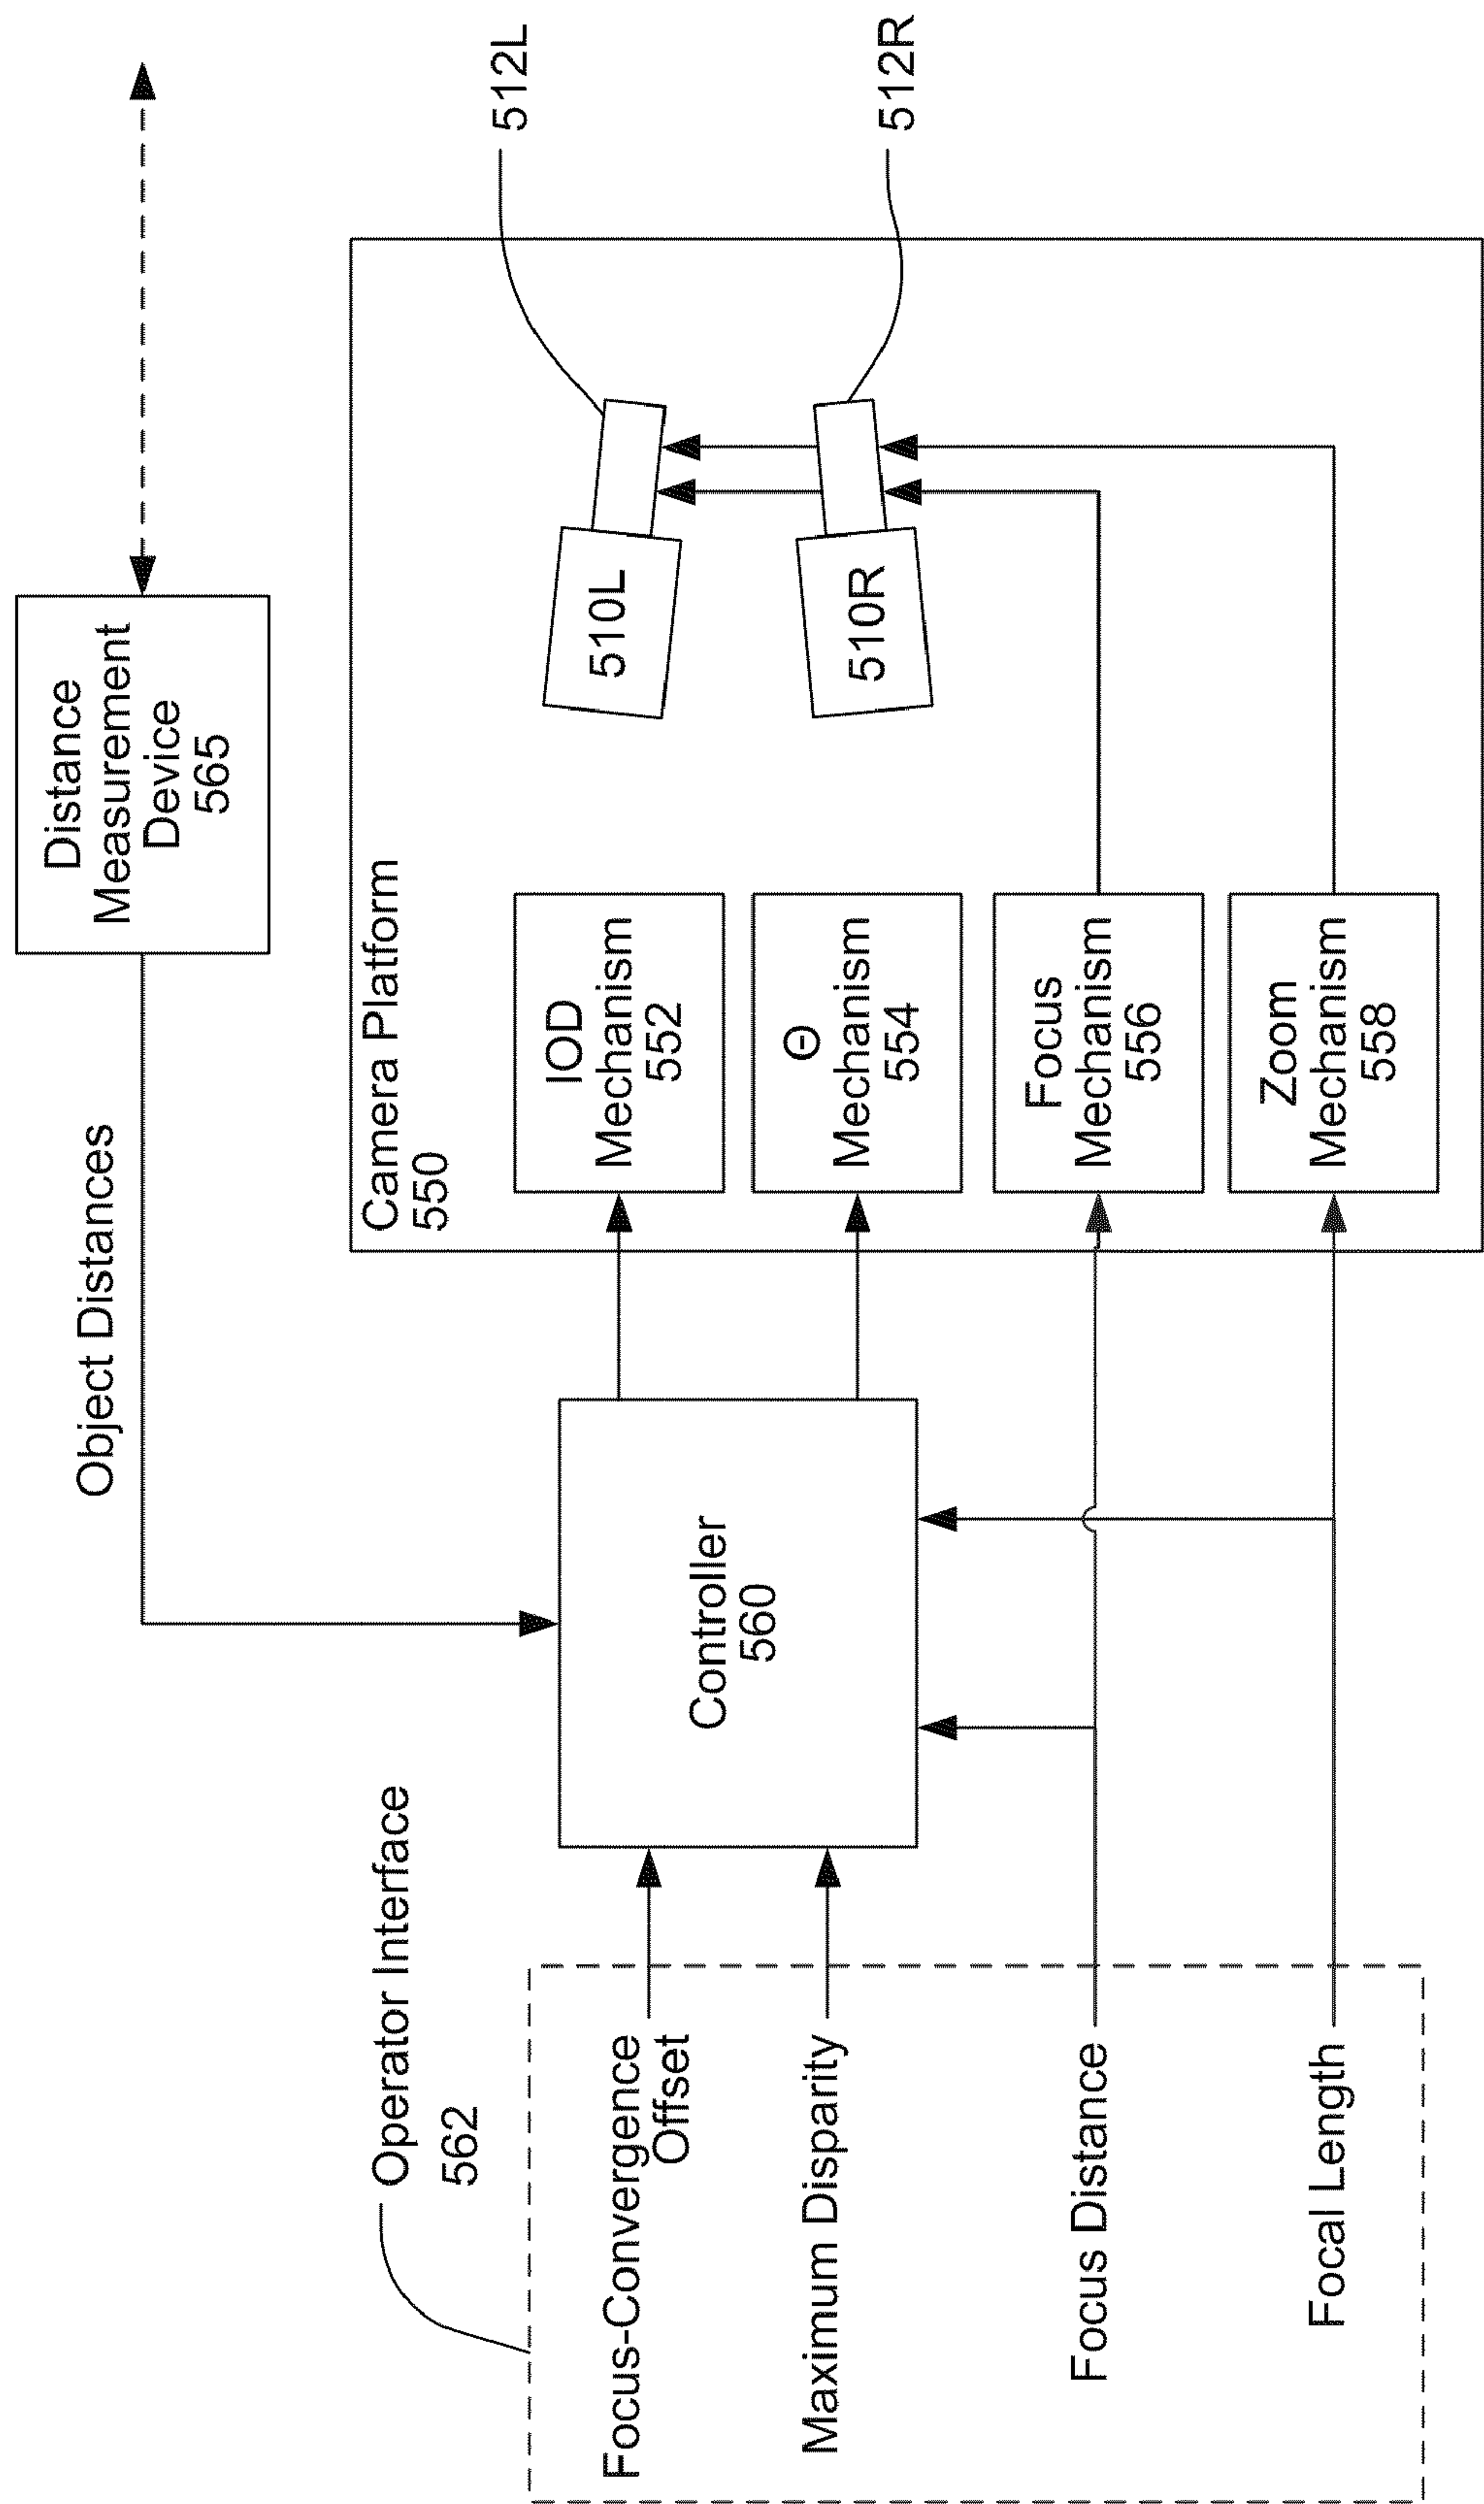 Distance
Measurement
Device
565
Object Distances
512L
512R
Camera Platform
550
510L
510R
IOD
Mechanism
552
Θ
Mechanism
554
Focus
Mechanism
556
Zoom
Mechanism
558
Controller
560
Operator Interface
562
Focus-Convergence
Offset
Maximum Disparity
Focus Distance
Focal Length